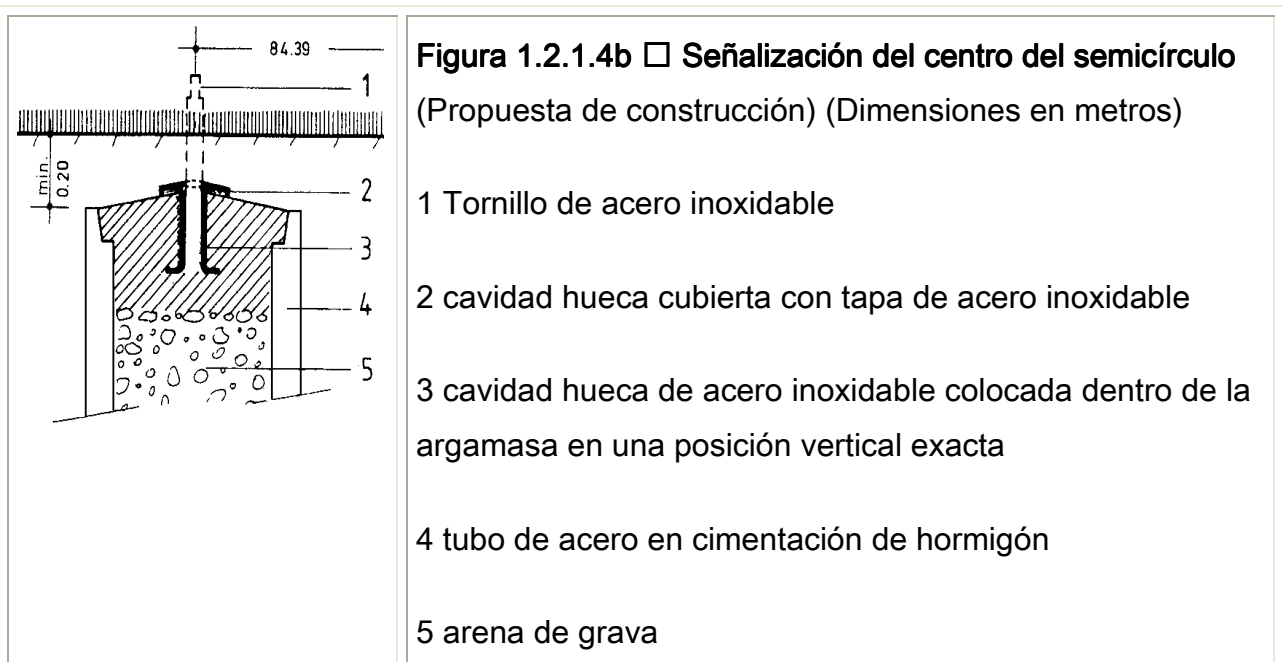 84.39
1
min.
0.20
2
3
4
5
Figura 1.2.1.4b □ Señalización del centro del semicírculo
(Propuesta de construcción) (Dimensiones en metros)
1 Tornillo de acero inoxidable
2 cavidad hueca cubierta con tapa de acero inoxidable
3 cavidad hueca de acero inoxidable colocada dentro de la
argamasa en una posición vertical exacta
4 tubo de acero en cimentación de hormigón
5 arena de grava